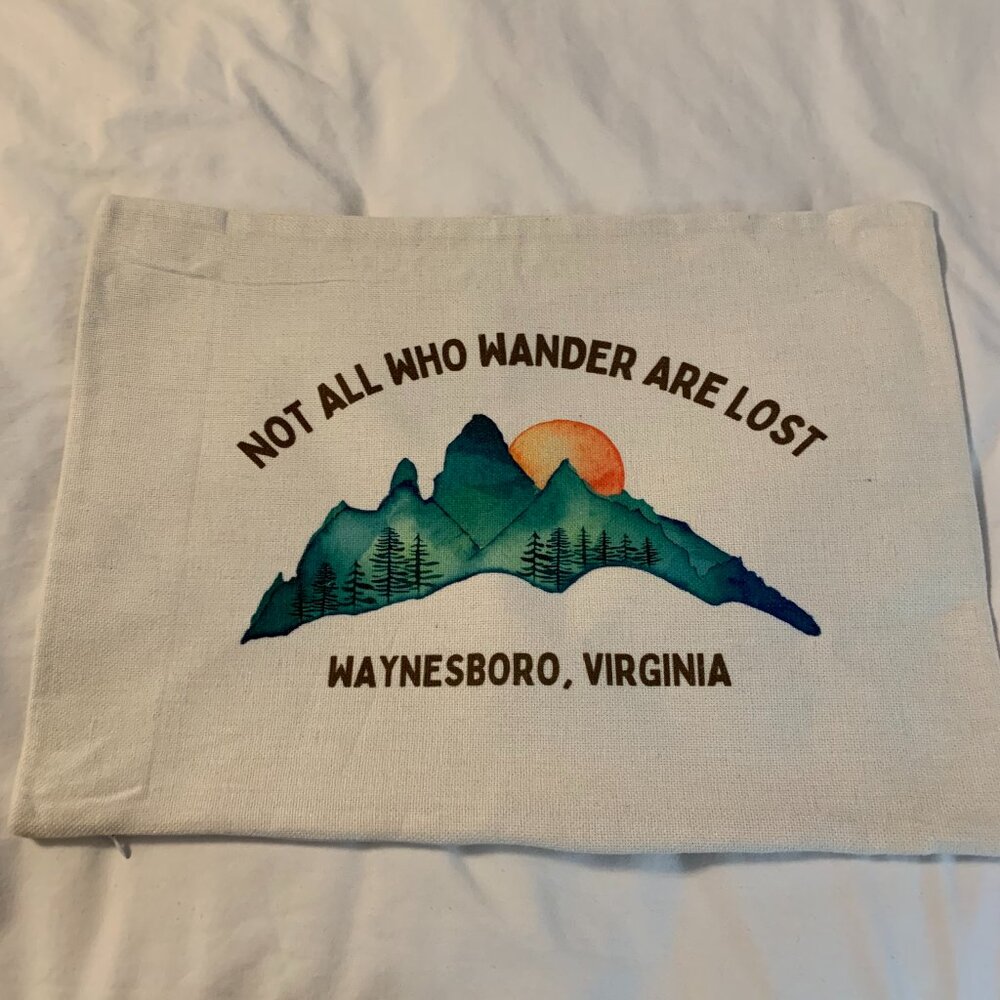 NOT ALL WHO WANDER ARE LOST
WAYNESBORO, VIRGINIA